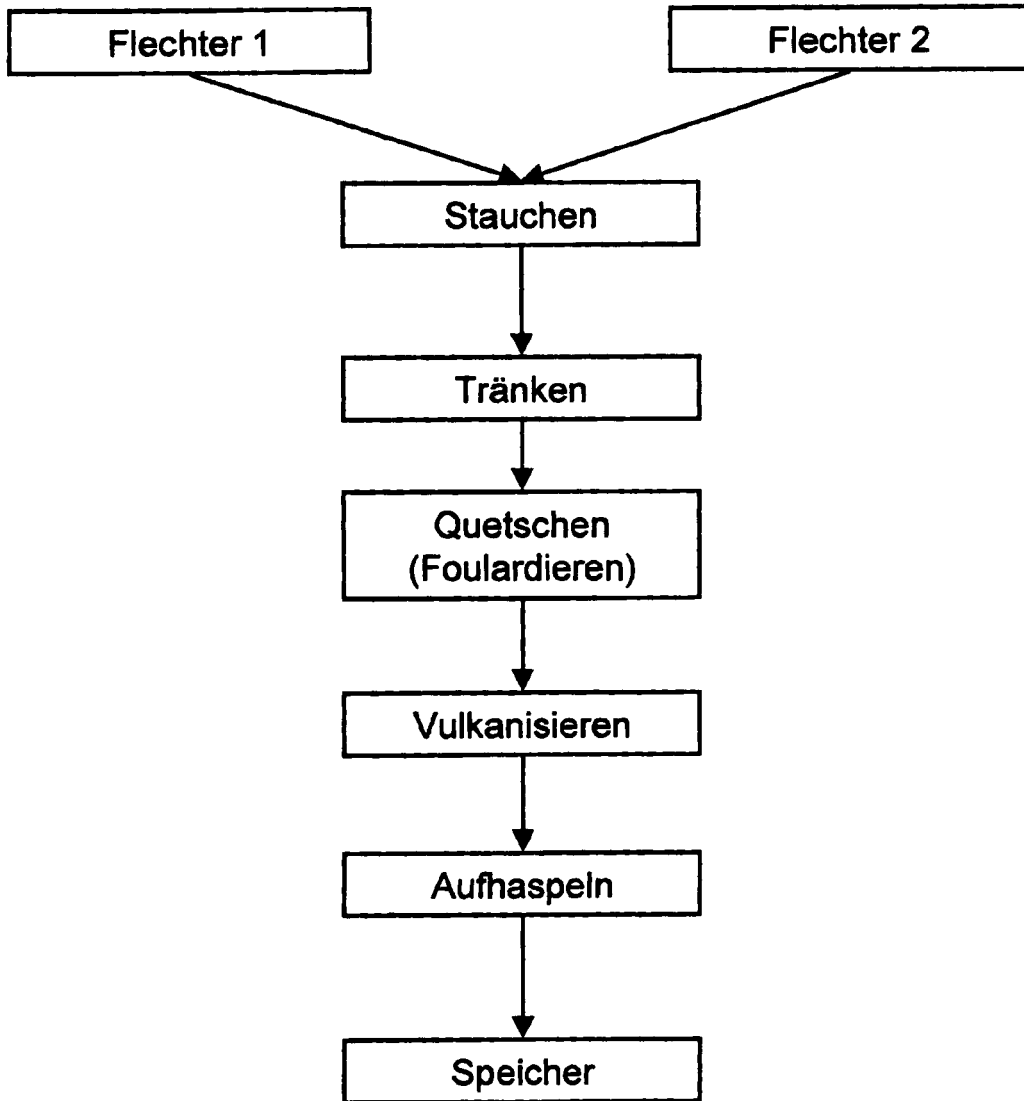 Flechter 1
Flechter 2
Stauchen
Tränken
Quetschen
(Foulardieren)
Vulkanisieren
Aufhaspeln
Speicher